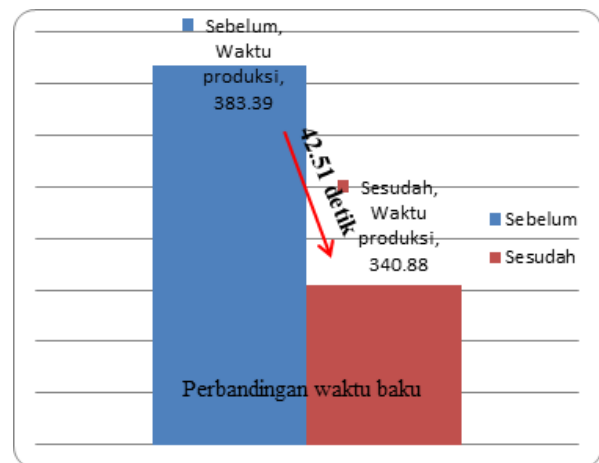 Sebelum,
Waktu
produksi,
383.39
42.51 detik
Sesudah,
Waktu
produksi,
340.88
Sebelum
Sesudah
Perbandingan waktu baku